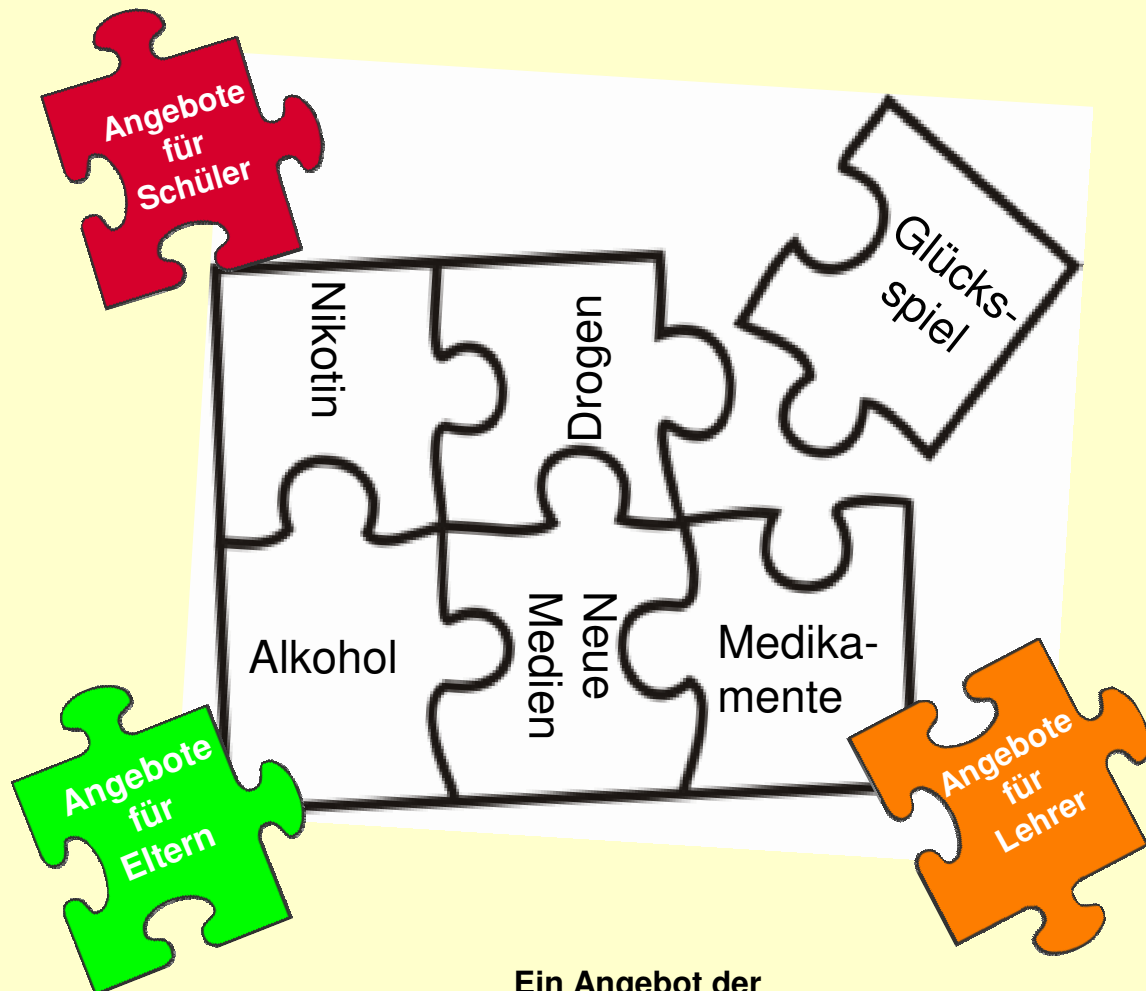 Angebote
für
Schüler
Glücks-
spiel
Nikotin
Drogen
Alkohol
Neue
Medien
Medika-
mente
Angebote
für
Eltern
Angebote
für
Lehrer
Ein Angebot der